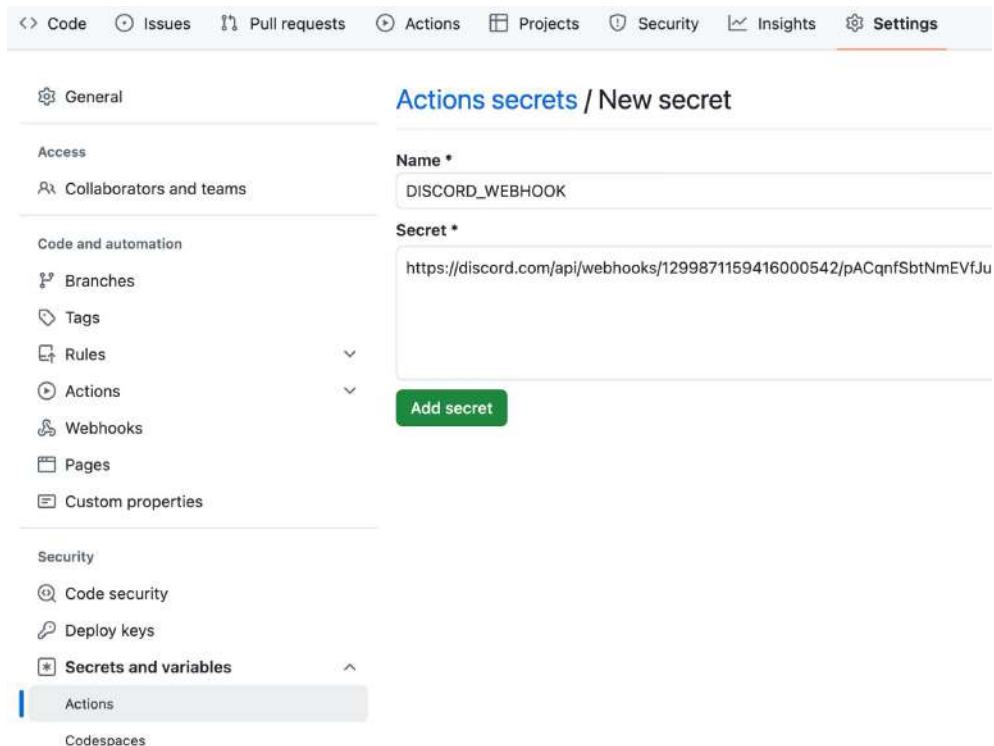 Code Issues Pull requests Actions Projects Security Insights Settings
General
Access
Collaborators and teams
Code and automation
Branches
Tags
Rules
Actions
Webhooks
Pages
Custom properties
Security
Code security
Deploy keys
Secrets and variables
Actions
Codespaces
Actions secrets / New secret
Name *
DISCORD_WEBHOOK
Secret *
https://discord.com/api/webhooks/1299871159416000542/pACqnfSbtNmEVfJu
Add secret